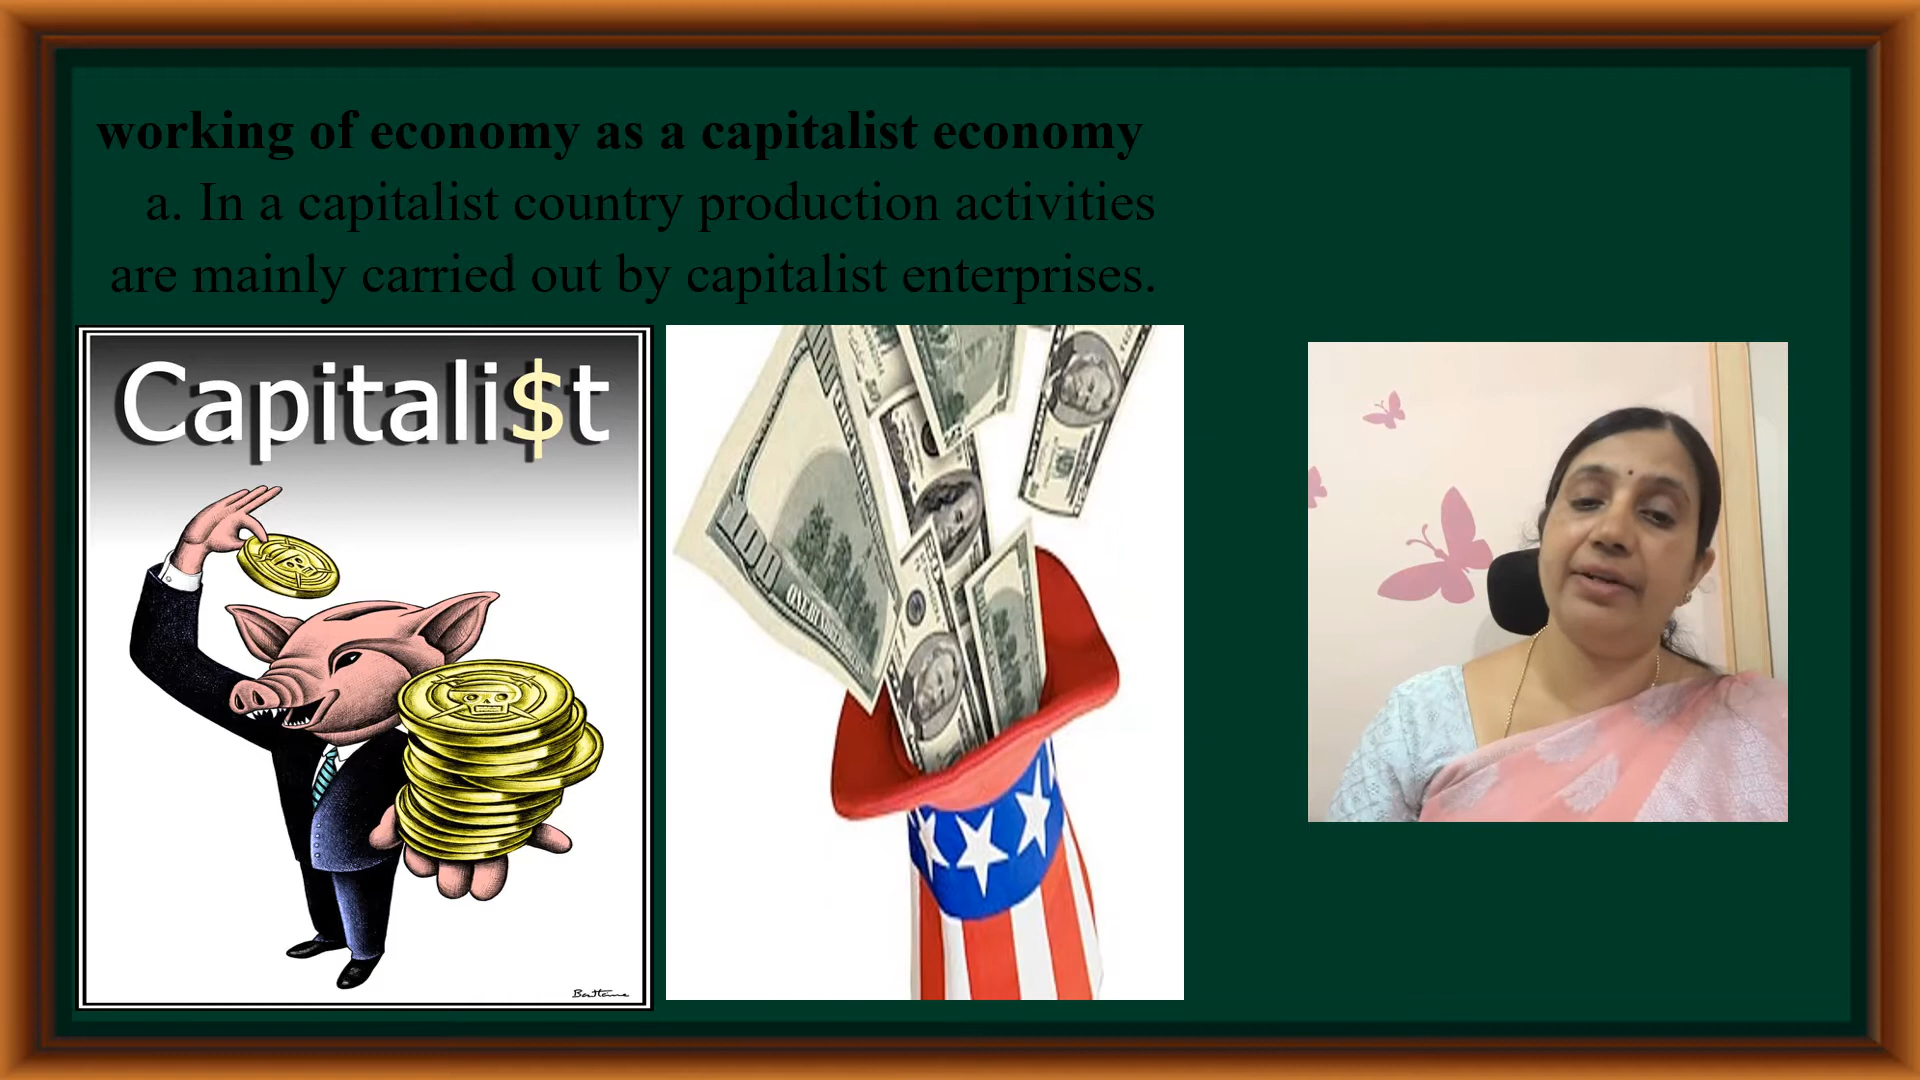 working of economy as a capitalist economy
a. In a capitalist country production activities
are mainly carried out by capitalist enterprises.
Capitali$t
100